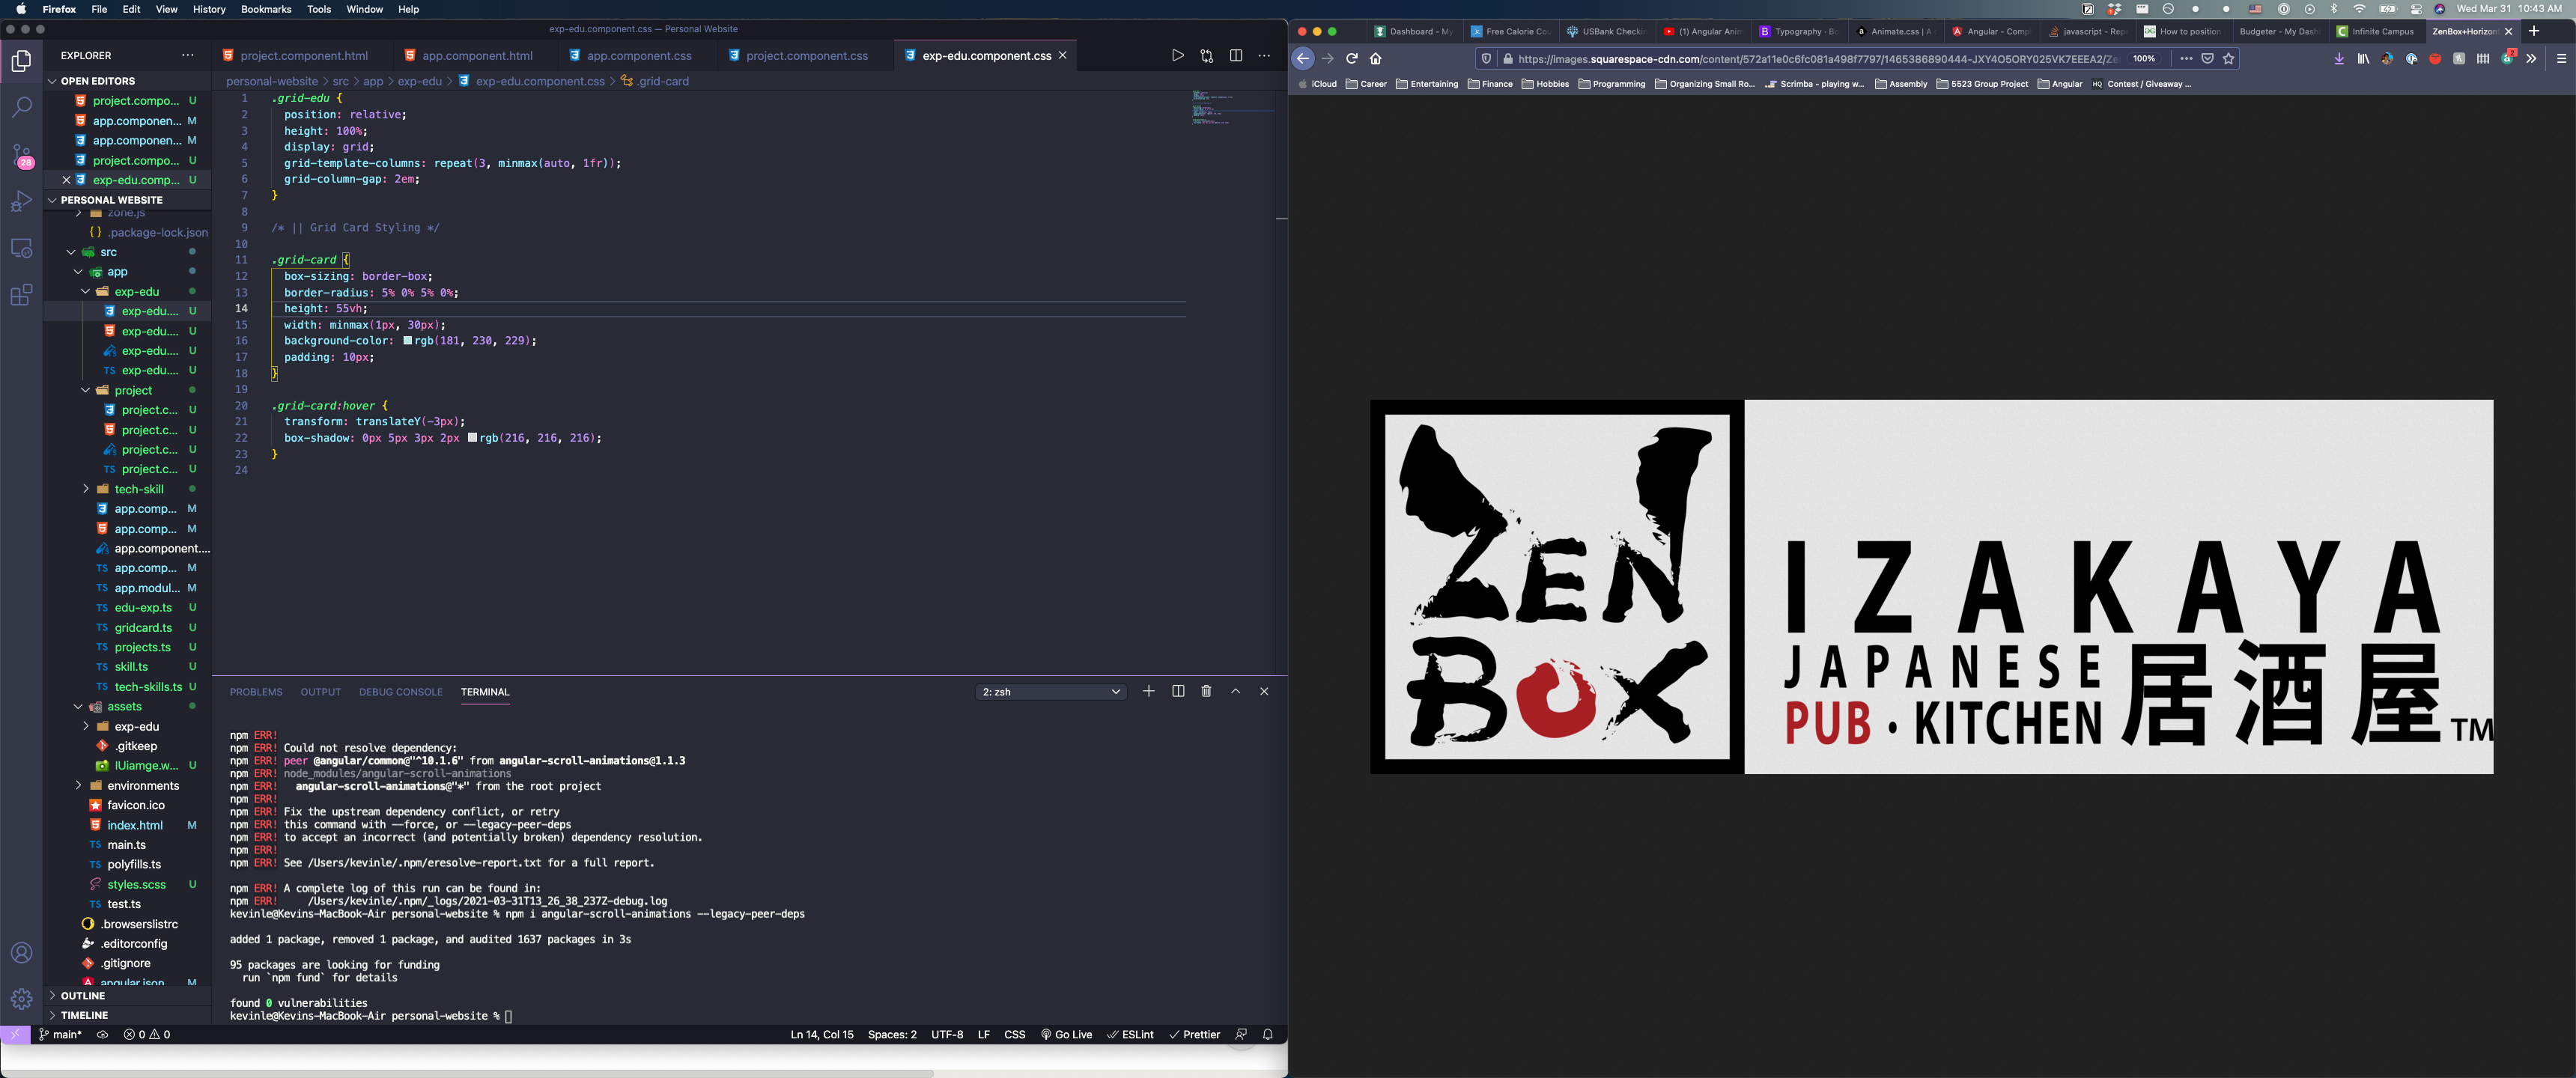 Firefox File Edit View History Bookmarks Tools Window Help
Wed Mar 31 10:43 AM
exp-edu.component.css — Personal Website
EXPLORER
OPEN EDITORS
project.compo... U
app.componen... M
app.componen... M
project.compo... U
exp-edu.comp... U
PERSONAL WEBSITE
zone.js
{ } .package-lock.json
src
app
exp-edu
exp-edu.... U
exp-edu.... U
exp-edu.... U
TS exp-edu.... U
project
project.c... U
project.c... U
project.c... U
TS project.c... U
tech-skill
app.comp... M
app.comp... M
app.component....
TS app.comp... M
TS app.modul... M
TS edu-exp.ts U
TS gridcard.ts U
TS projects.ts U
TS skill.ts U
TS tech-skills.ts U
assets
exp-edu
.gitkeep
IUiamge.w... U
environments
favicon.ico
index.html M
TS main.ts
TS polyfills.ts
styles.scss U
TS test.ts
.browserslistrc
.editorconfig
.gitignore
angular.json M
OUTLINE
TIMELINE
28
project.component.html app.component.html app.component.css project.component.css exp-edu.component.css
personal-website > src > app > exp-edu > exp-edu.component.css > .grid-card
1 .grid-edu {
2 position: relative;
3 height: 100%;
4 display: grid;
5 grid-template-columns: repeat(3, minmax(auto, 1fr));
6 grid-column-gap: 2em;
7 }
8
9 /* || Grid Card Styling */
10
11 .grid-card {
12 box-sizing: border-box;
13 border-radius: 5% 0% 5% 0%;
14 height: 55vh;
15 width: minmax(1px, 30px);
16 background-color: rgb(181, 230, 229);
17 padding: 10px;
18 }
19
20 .grid-card:hover {
21 transform: translateY(-3px);
22 box-shadow: 0px 5px 3px 2px rgb(216, 216, 216);
23 }
24
PROBLEMS OUTPUT DEBUG CONSOLE TERMINAL
2: zsh
npm ERR!
npm ERR! Could not resolve dependency:
npm ERR! peer @angular/common@"^10.1.6" from angular-scroll-animations@1.1.3
npm ERR! node_modules/angular-scroll-animations
npm ERR! angular-scroll-animations@"*" from the root project
npm ERR!
npm ERR! Fix the upstream dependency conflict, or retry
npm ERR! this command with --force, or --legacy-peer-deps
npm ERR! to accept an incorrect (and potentially broken) dependency resolution.
npm ERR!
npm ERR! See /Users/kevinle/.npm/eresolve-report.txt for a full report.
npm ERR! A complete log of this run can be found in:
npm ERR! /Users/kevinle/.npm/_logs/2021-03-31T13_26_38_237Z-debug.log
kevinle@Kevins-MacBook-Air personal-website % npm i angular-scroll-animations --legacy-peer-deps
added 1 package, removed 1 package, and audited 1637 packages in 3s
95 packages are looking for funding
run `npm fund` for details
found 0 vulnerabilities
kevinle@Kevins-MacBook-Air personal-website %
main* 0 0
Ln 14, Col 15 Spaces: 2 UTF-8 LF CSS Go Live ESLint Prettier
Dashboard - My Free Calorie Cou USBank Checki (1) Angular Anim Typography · Bo Animate.css | A Angular - Comp javascript - Rep How to position Budgeter - My Dash Infinite Campus ZenBox+Horizon
https://images.squarespace-cdn.com/content/572a11e0c6fc081a498f7797/1465386890444-JXY4O5ORY025VK7EEEA2/Ze 100%
iCloud Career Entertaining Finance Hobbies Programming Organizing Small Ro... Scrimba - playing w... Assembly 5523 Group Project Angular HQ Contest / Giveaway ...
ZEN
BOX
IZAKAYA
JAPANESE
PUB · KITCHEN
居酒屋 TM